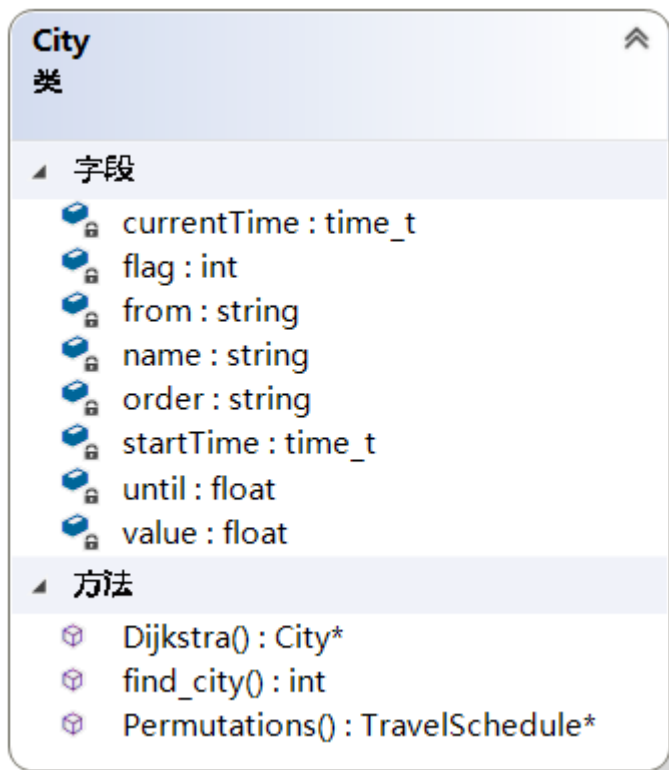 City
类
字段
currentTime : time_t
flag : int
from : string
name : string
order : string
startTime : time_t
until : float
value : float
方法
Dijkstra() : City*
find_city() : int
Permutations() : TravelSchedule*